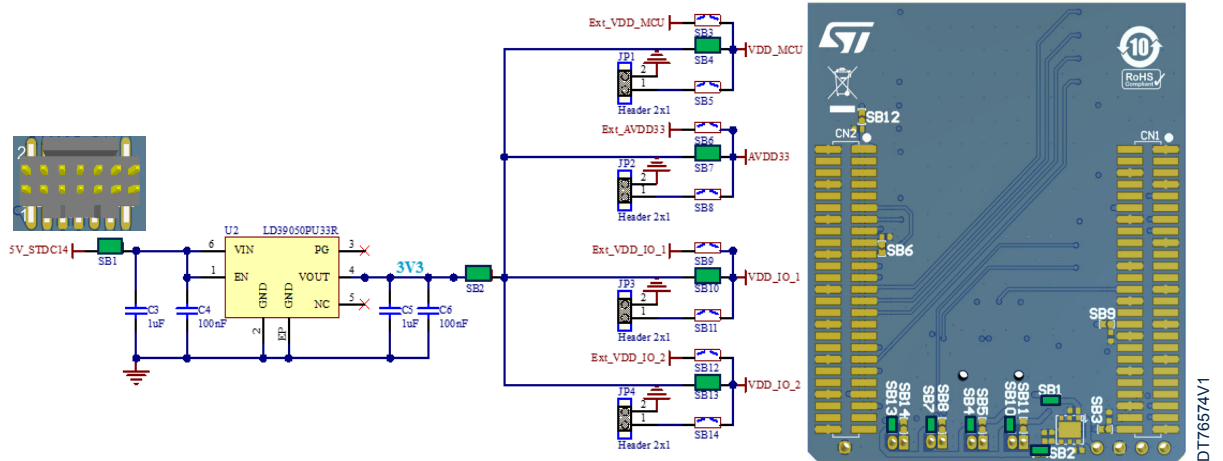 2
1
5V_STDC14
SB1
C3
1uF
C4
100nF
U2
LD39050PU33R
6
VIN
PG
3
1
EN
VOUT
4
NC
5
GND
GND
2
EP
3V3
C5
1uF
C6
100nF
SB2
Ext_VDD_MCU
SB3
SB4
VDD_MCU
JP1
2
1
SB5
Header 2x1
Ext_AVDD33
SB6
SB7
AVDD33
JP2
2
1
SB8
Header 2x1
Ext_VDD_IO_1
SB9
SB10
VDD_IO_1
JP3
2
1
SB11
Header 2x1
Ext_VDD_IO_2
SB12
SB13
VDD_IO_2
JP4
2
1
SB14
Header 2x1
ST
10
RoHS
Compliant
SB12
CN2
CN1
SB6
SB9
SB13
SB14
SB7
SB8
SB4
SB5
SB10
SB11
SB1
SB2
SB3
DT76574V1